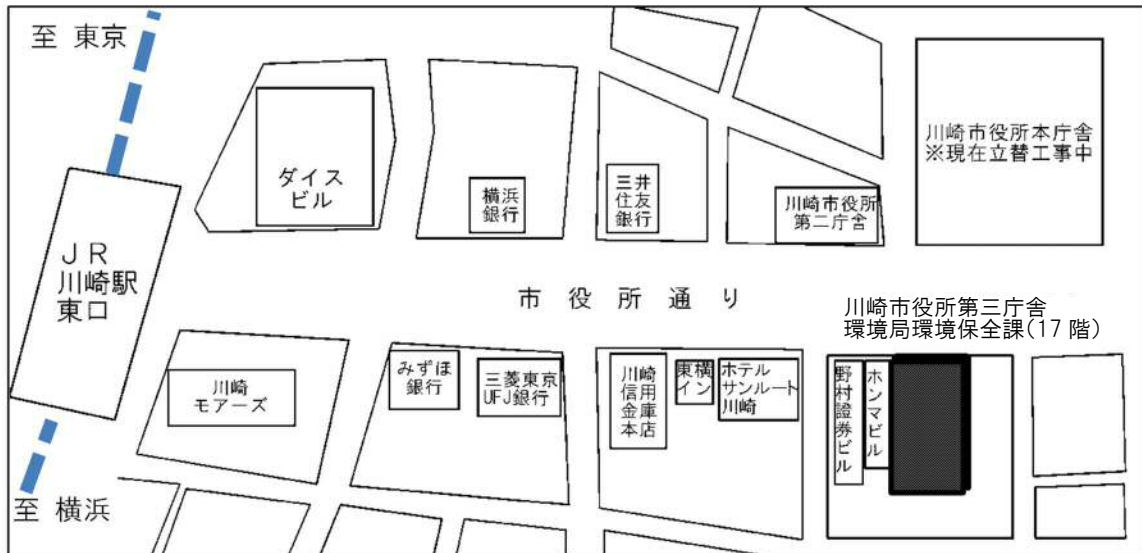 至 東京
ダイス
ビル
横浜
銀行
三井
住友
銀行
川崎市役所
第二庁舎
川崎市役所本庁舎
※現在立替工事中
JR
川崎駅
東口
市役所通り
川崎市役所第三庁舎
環境局環境保全課(17階)
川崎
モアーズ
みずほ
銀行
三菱東京
UFJ銀行
川崎
信用
金庫
本店
東横
イン
ホテル
サンルート
川崎
野村證券ビル
ホンマビル
至 横浜